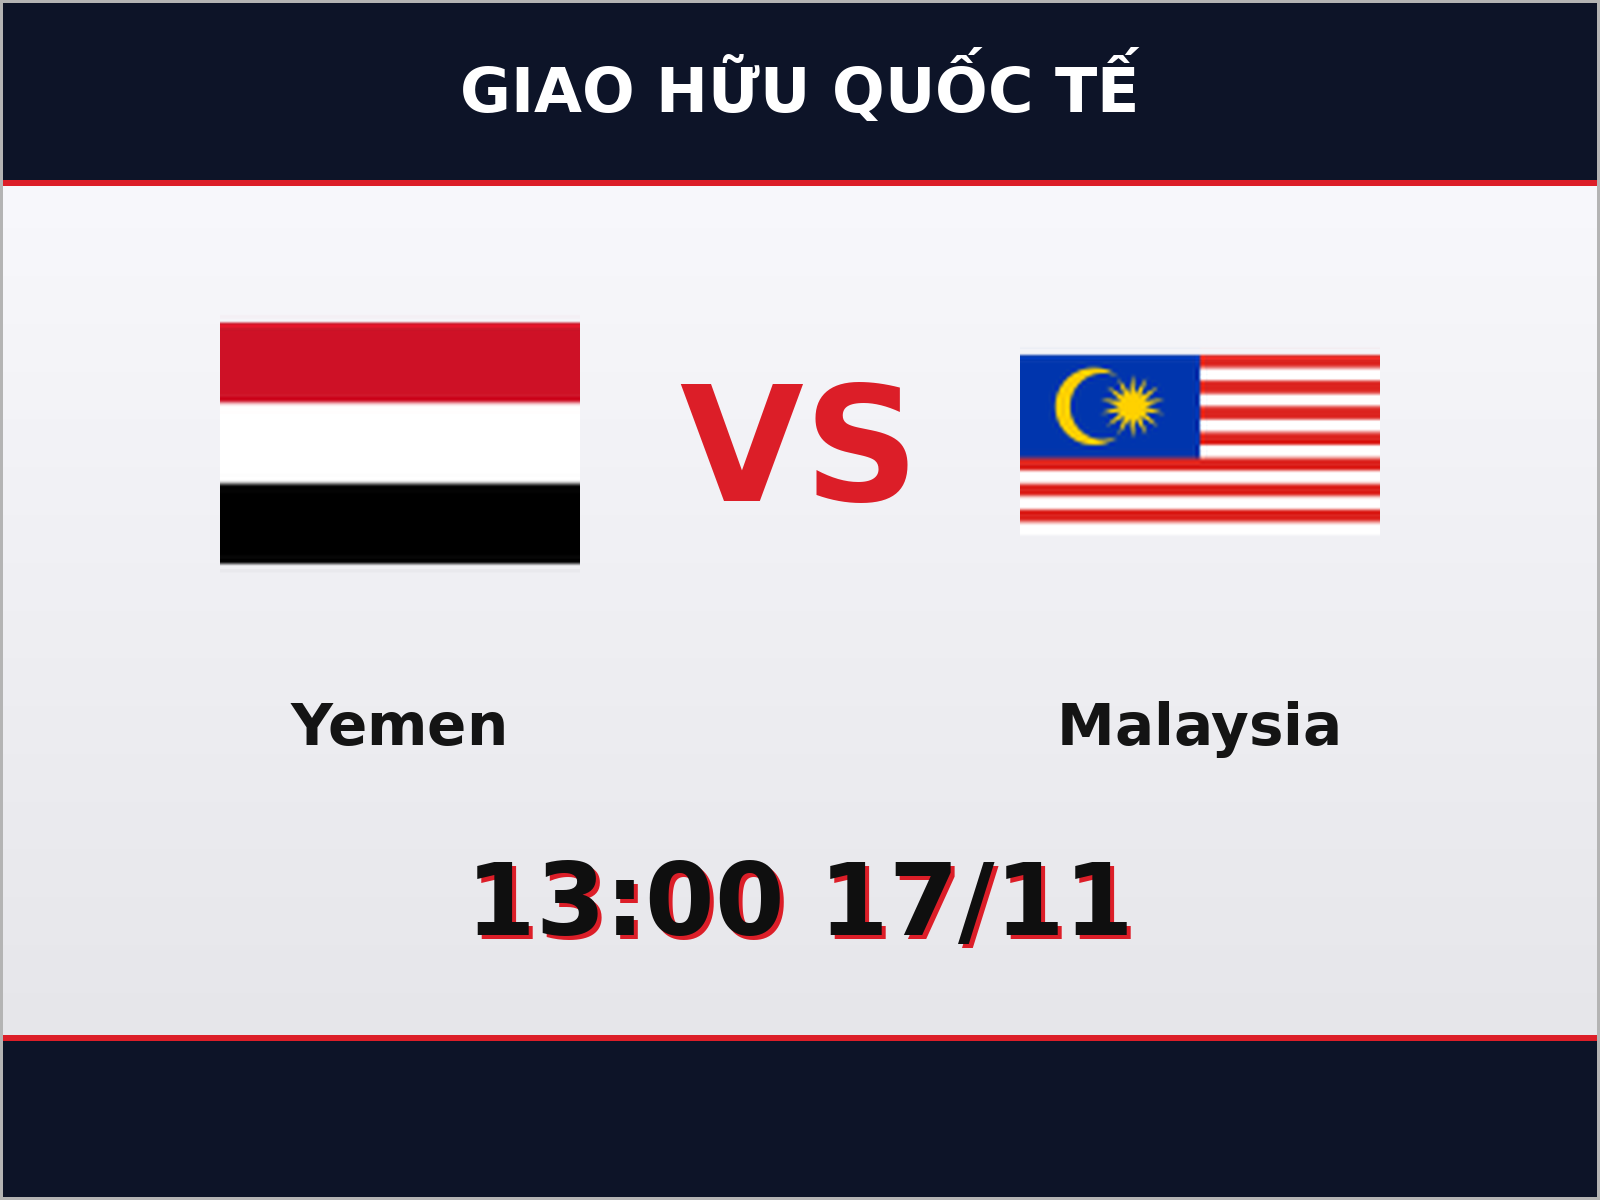 GIAO HỮU QUỐC TẾ
VS
Yemen
Malaysia
13:00 17/11